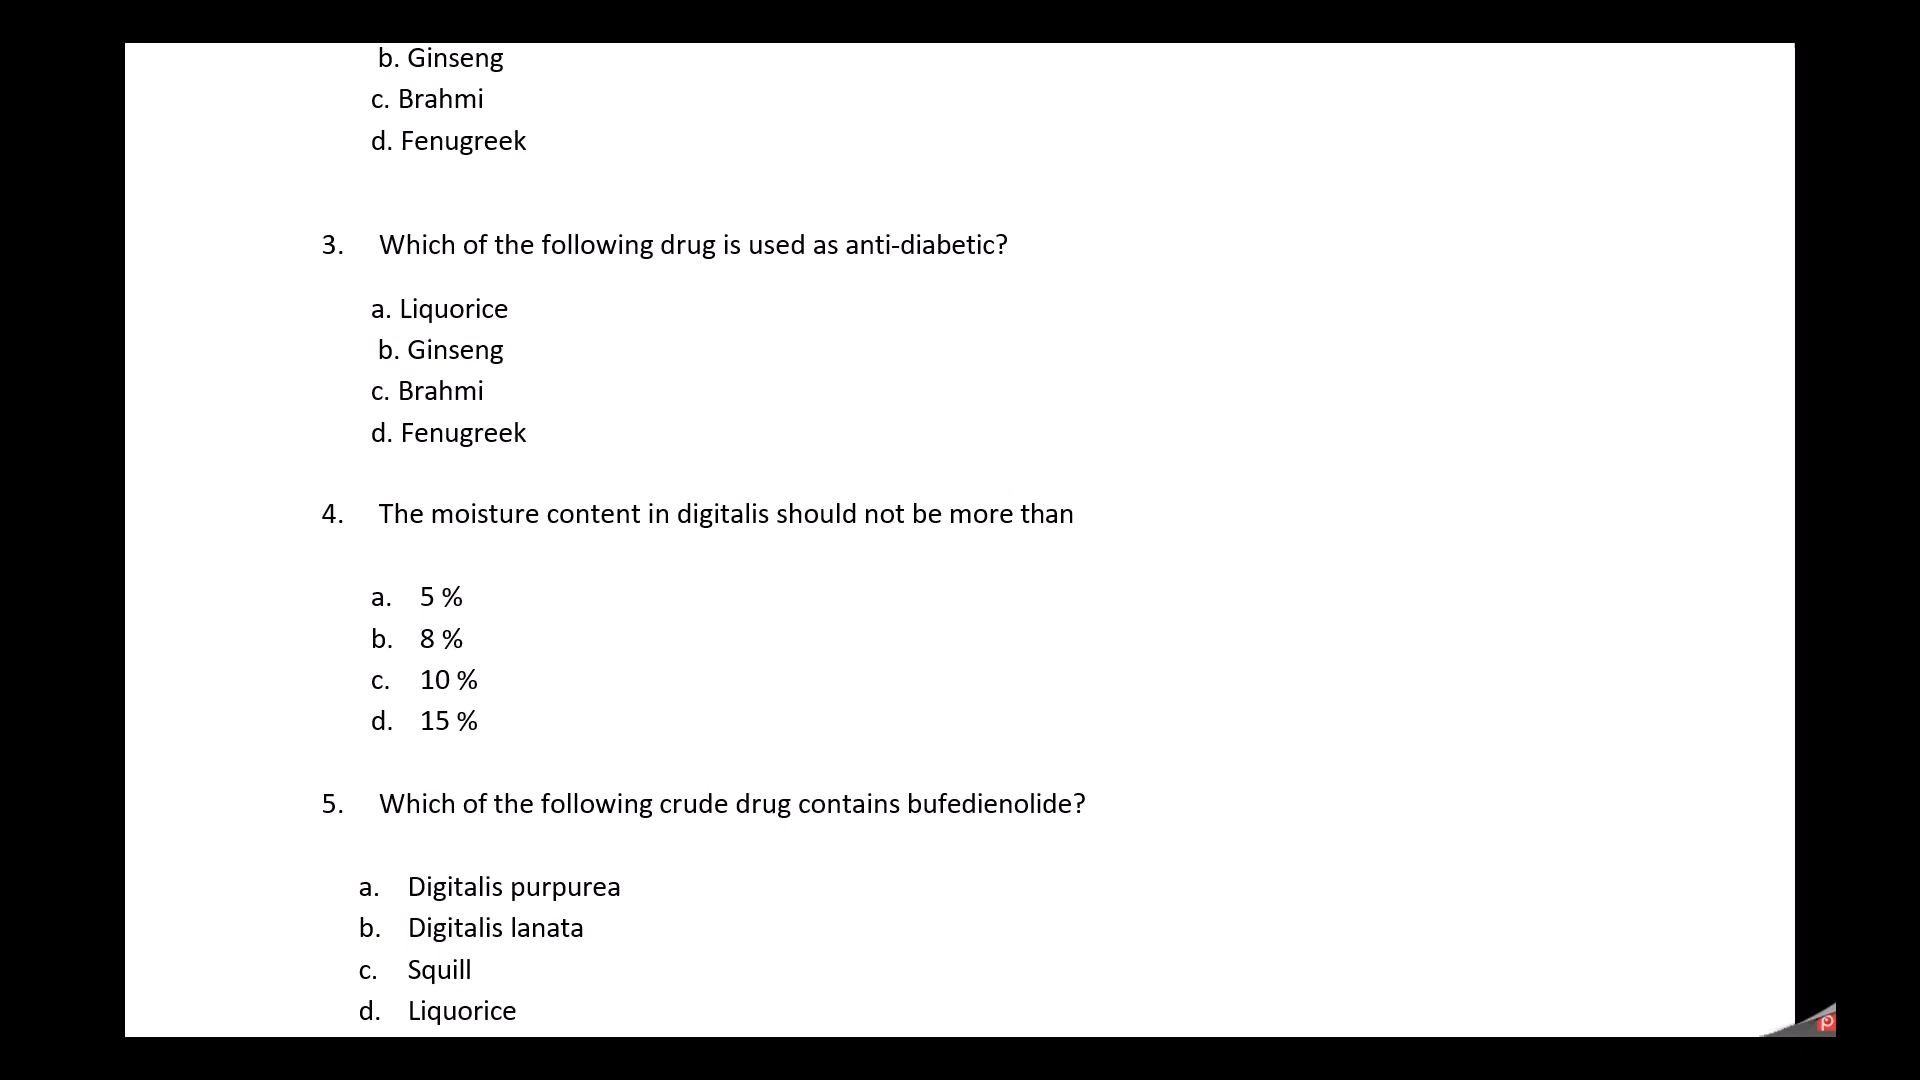 b. Ginseng
c. Brahmi
d. Fenugreek
3. Which of the following drug is used as anti-diabetic?
a. Liquorice
b. Ginseng
c. Brahmi
d. Fenugreek
4. The moisture content in digitalis should not be more than
a. 5 %
b. 8 %
c. 10 %
d. 15 %
5. Which of the following crude drug contains bufedienolide?
a. Digitalis purpurea
b. Digitalis lanata
c. Squill
d. Liquorice